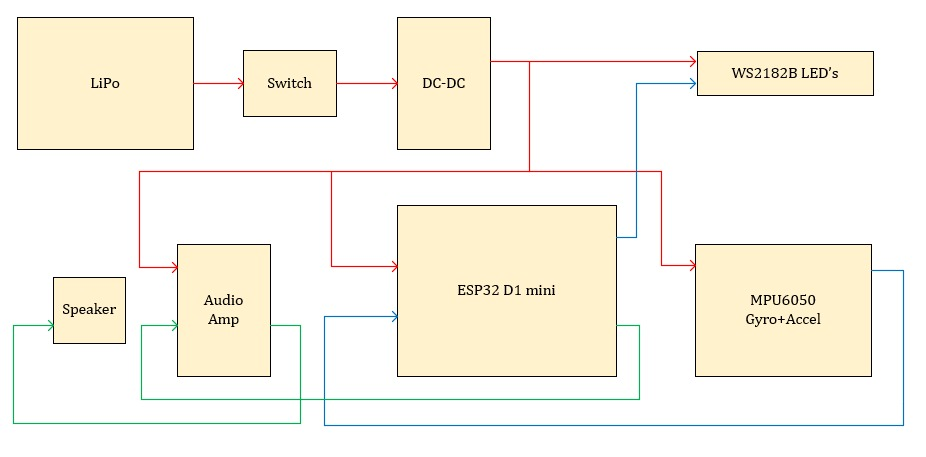 LiPo
Switch
DC-DC
WS2182B LED's
Speaker
Audio
Amp
ESP32 D1 mini
MPU6050
Gyro+Accel